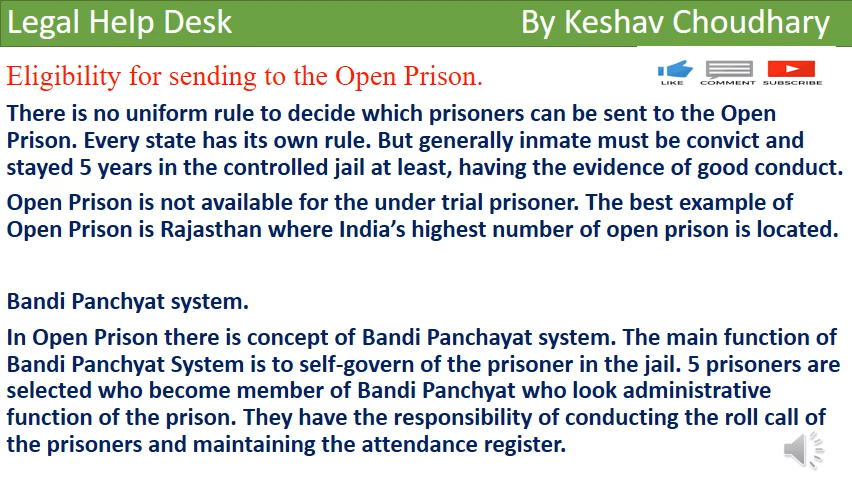 Legal Help Desk By Keshav Choudhary
Eligibility for sending to the Open Prison.
LIKE COMMENT SUBSCRIBE
There is no uniform rule to decide which prisoners can be sent to the Open
Prison. Every state has its own rule. But generally inmate must be convict and
stayed 5 years in the controlled jail at least, having the evidence of good conduct.
Open Prison is not available for the under trial prisoner. The best example of
Open Prison is Rajasthan where India’s highest number of open prison is located.
Bandi Panchyat system.
In Open Prison there is concept of Bandi Panchayat system. The main function of
Bandi Panchyat System is to self-govern of the prisoner in the jail. 5 prisoners are
selected who become member of Bandi Panchyat who look administrative
function of the prison. They have the responsibility of conducting the roll call of
the prisoners and maintaining the attendance register.